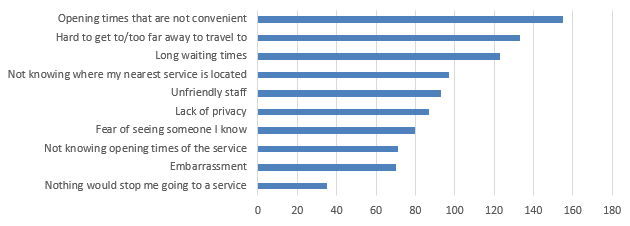 Opening times that are not convenient
Hard to get to/too far away to travel to
Long waiting times
Not knowing where my nearest service is located
Unfriendly staff
Lack of privacy
Fear of seeing someone I know
Not knowing opening times of the service
Embarrassment
Nothing would stop me going to a service
0 20 40 60 80 100 120 140 160 180